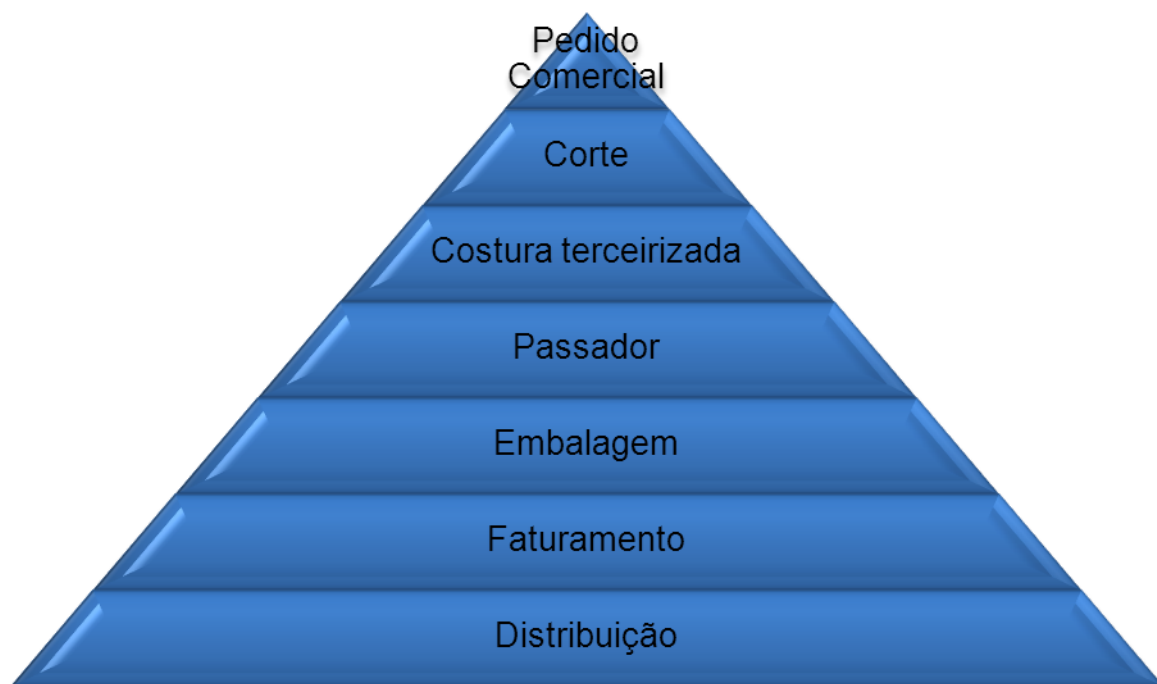 Pedido
Comercial
Corte
Costura terceirizada
Passador
Embalagem
Faturamento
Distribuição